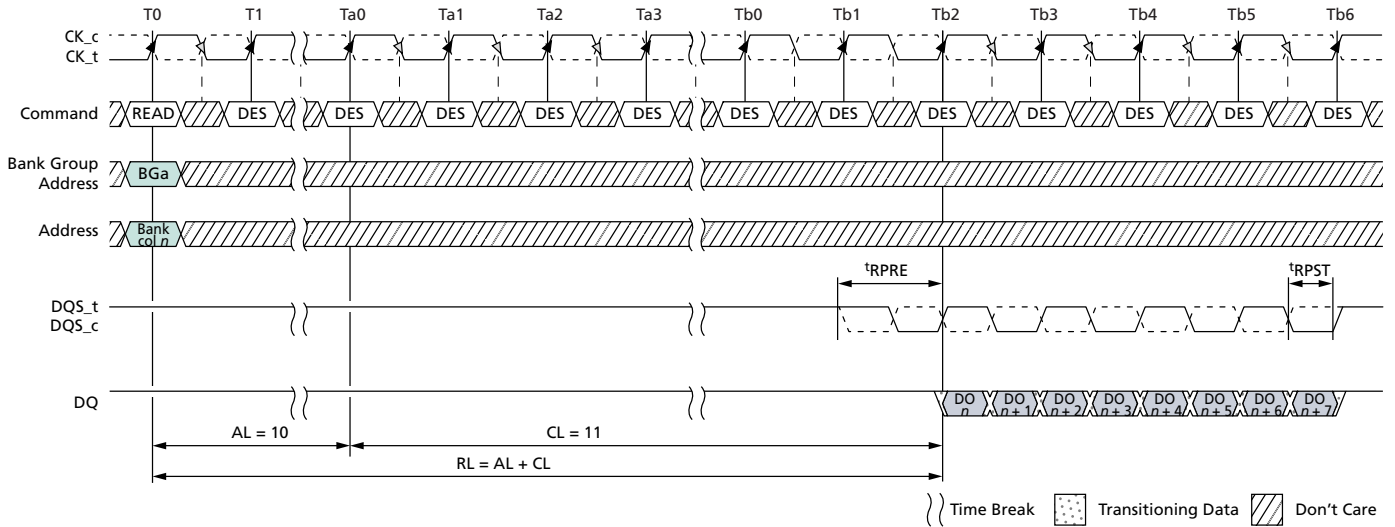 T0 T1 Ta0 Ta1 Ta2 Ta3 Tb0 Tb1 Tb2 Tb3 Tb4 Tb5 Tb6
CK_c
CK_t
Command READ DES DES DES DES DES DES DES DES DES DES DES DES
Bank Group
Address
BGa
Address
Bank
col n
tRPRE
tRPST
DQS_t
DQS_c
DQ
DO DO DO DO DO DO DO DO
n n + 1 n + 2 n + 3 n + 4 n + 5 n + 6 n + 7
AL = 10 CL = 11
RL = AL + CL
Time Break Transitioning Data Don't Care